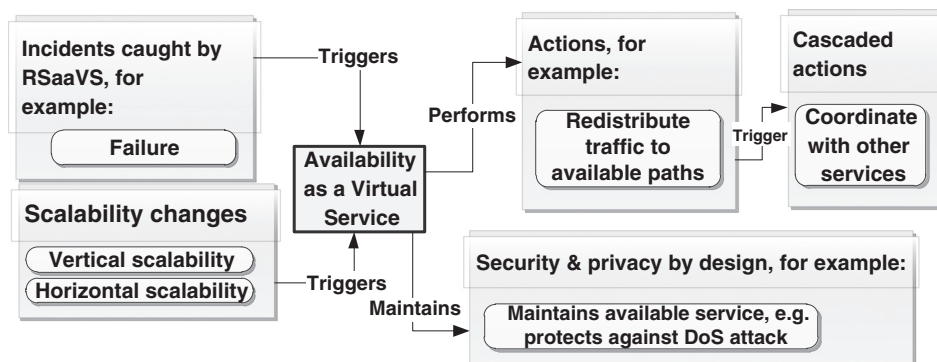 Incidents caught by
RSaaVS, for
example:
Failure
Triggers
Scalability changes
Vertical scalability
Horizontal scalability
Triggers
Availability
as a Virtual
Service
Performs
Actions, for
example:
Redistribute
traffic to
available paths
Trigger
Cascaded
actions
Coordinate
with other
services
Maintains
Security & privacy by design, for example:
Maintains available service, e.g.
protects against DoS attack